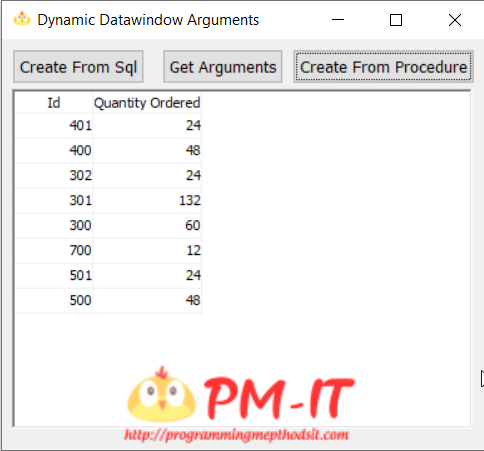 Dynamic Datawindow Arguments
Create From Sql Get Arguments Create From Procedure
Id Quantity Ordered
401 24
400 48
302 24
301 132
300 60
700 12
501 24
500 48
PM-IT
http://programmingmepthodsit.com